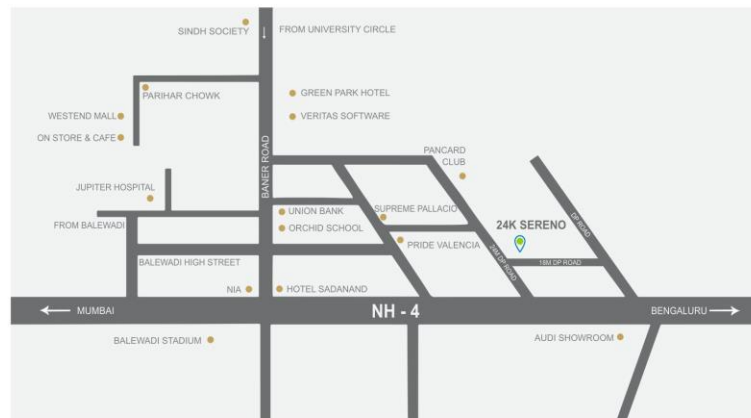 SINDH SOCIETY
FROM UNIVERSITY CIRCLE
PARIHAR CHOWK
GREEN PARK HOTEL
WESTEND MALL
VERITAS SOFTWARE
ON STORE & CAFE
BANER ROAD
PANCARD
CLUB
JUPITER HOSPITAL
UNION BANK
SUPREME PALLACIO
FROM BALEWADI
ORCHID SCHOOL
24K SERENO
DP ROAD
PRIDE VALENCIA
BALEWADI HIGH STREET
24M DP ROAD
18M DP ROAD
NIA
HOTEL SADANAND
MUMBAI
NH - 4
BENGALURU
BALEWADI STADIUM
AUDI SHOWROOM